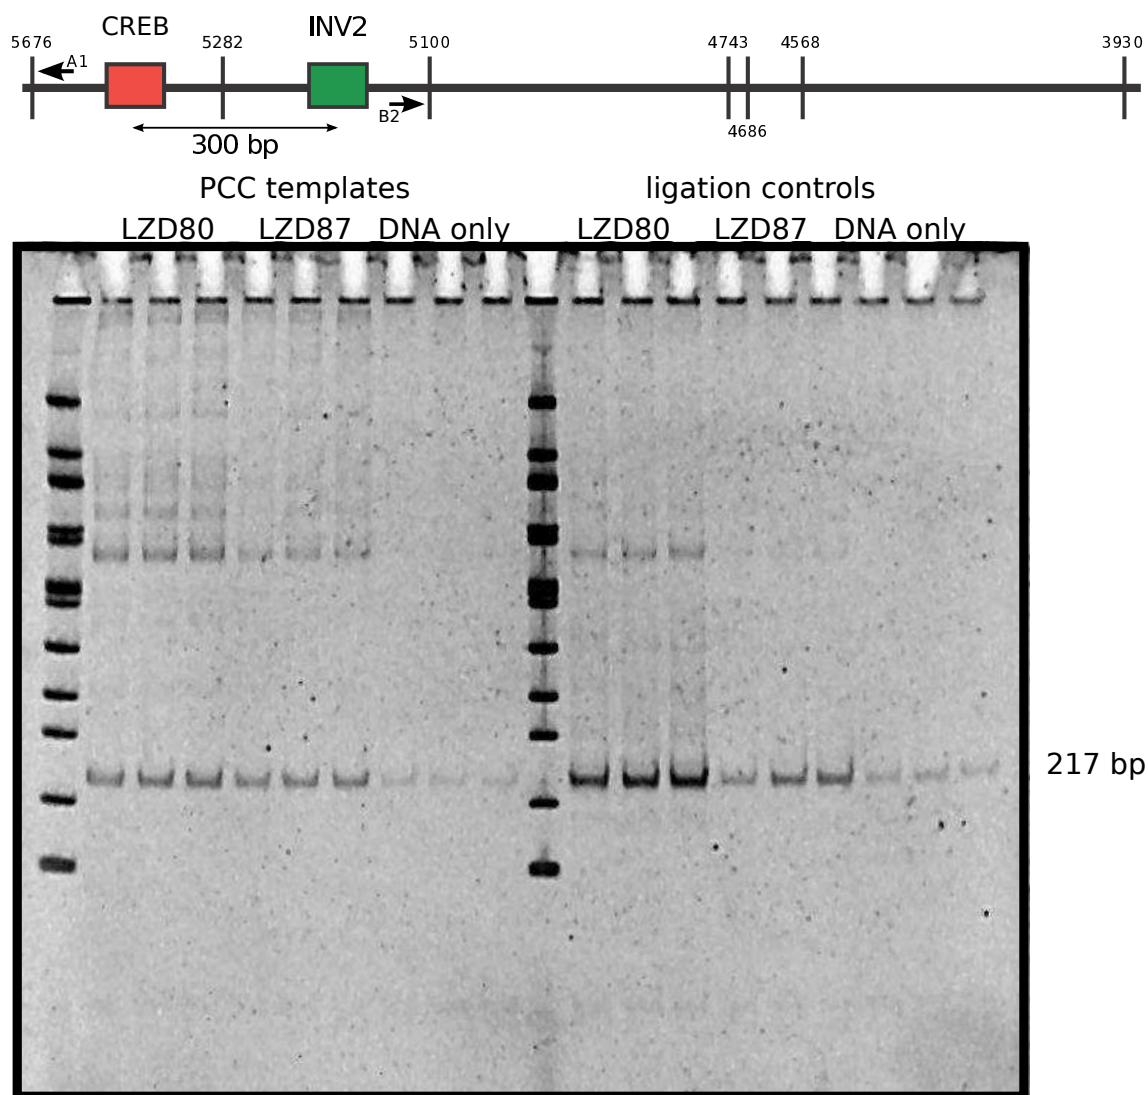 CREB INV2
5676 5282 5100 4743 4568 3930
A1
B2
4686
300 bp
PCC templates ligation controls
LZD80 LZD87 DNA only LZD80 LZD87 DNA only
217 bp